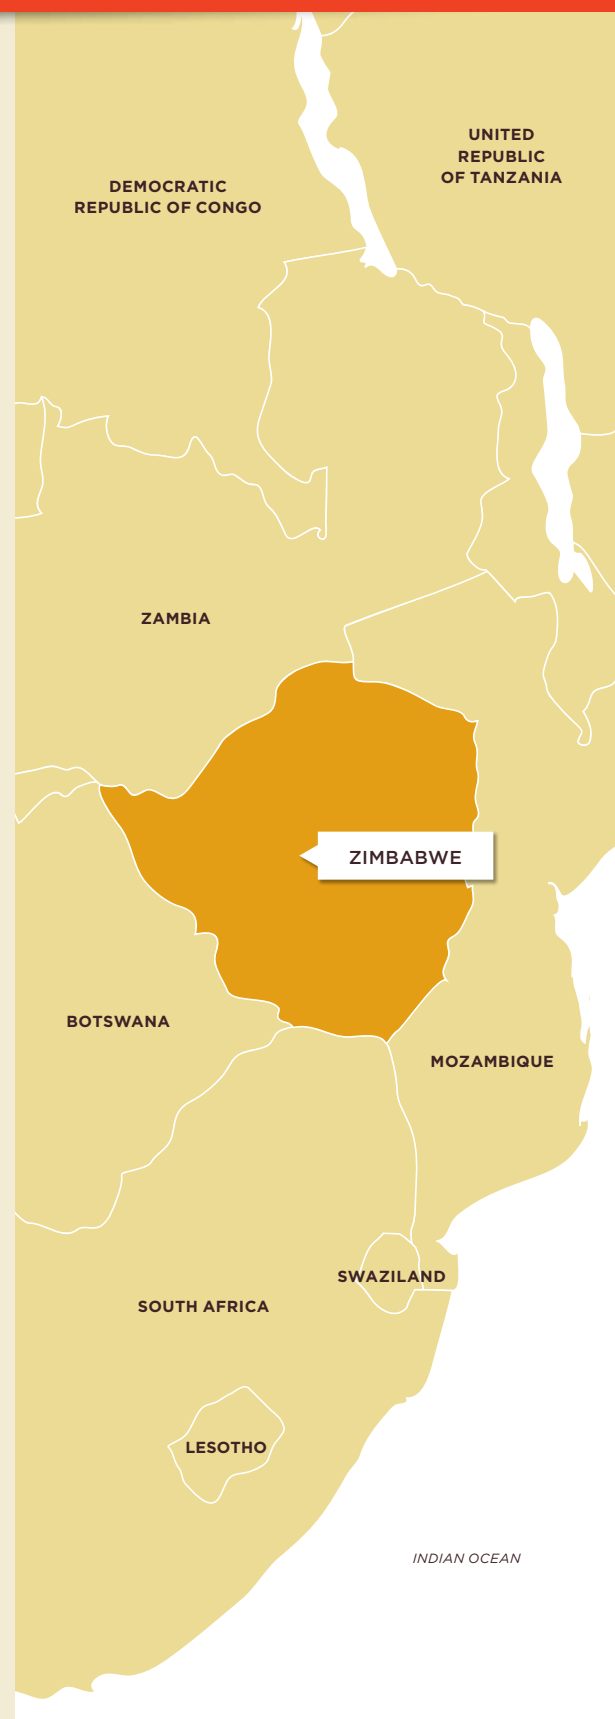 UNITED
REPUBLIC
OF TANZANIA
DEMOCRATIC
REPUBLIC OF CONGO
ZAMBIA
ZIMBABWE
BOTSWANA
MOZAMBIQUE
SWAZILAND
SOUTH AFRICA
LESOTHO
INDIAN OCEAN